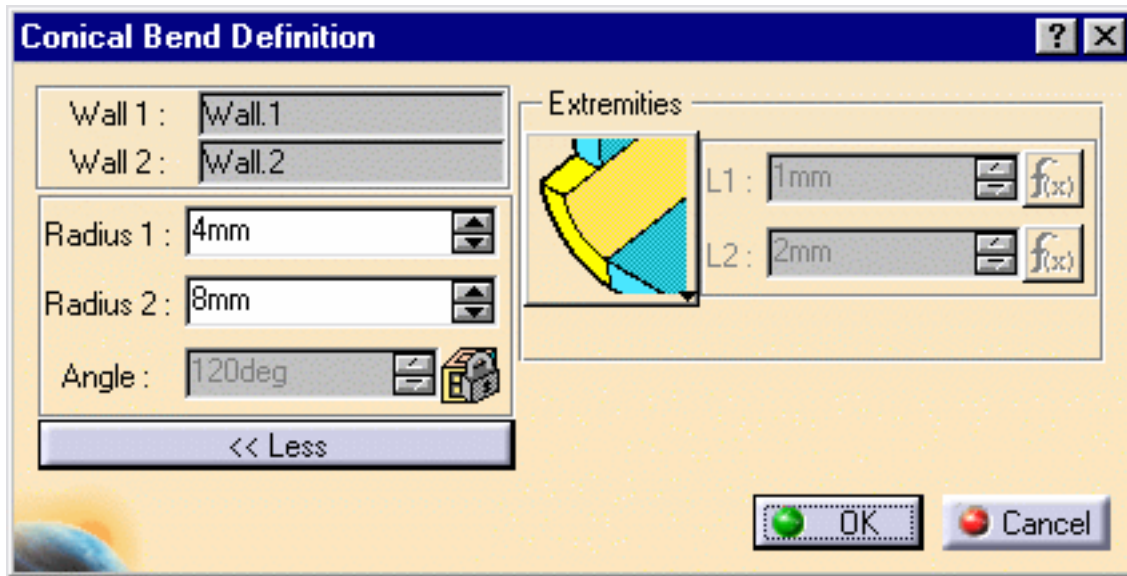 Conical Bend Definition
Wall 1 : Wall.1
Wall 2 : Wall.2
Radius 1 : 4mm
Radius 2 : 8mm
Angle : 120deg
<< Less
Extremities
L1 : 1mm f(x)
L2 : 2mm f(x)
OK Cancel